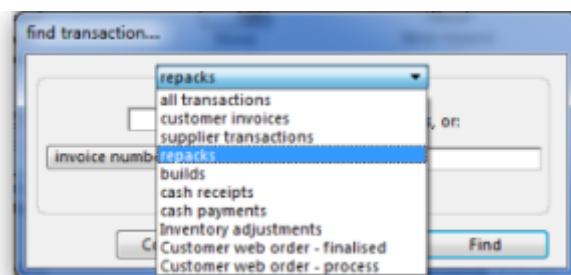 find transaction...
repacks
all transactions
customer invoices
supplier transactions
, or:
repacks
invoice numb
builds
cash receipts
cash payments
Inventory adjustments
Customer web order - finalised
C
Find
Customer web order - process